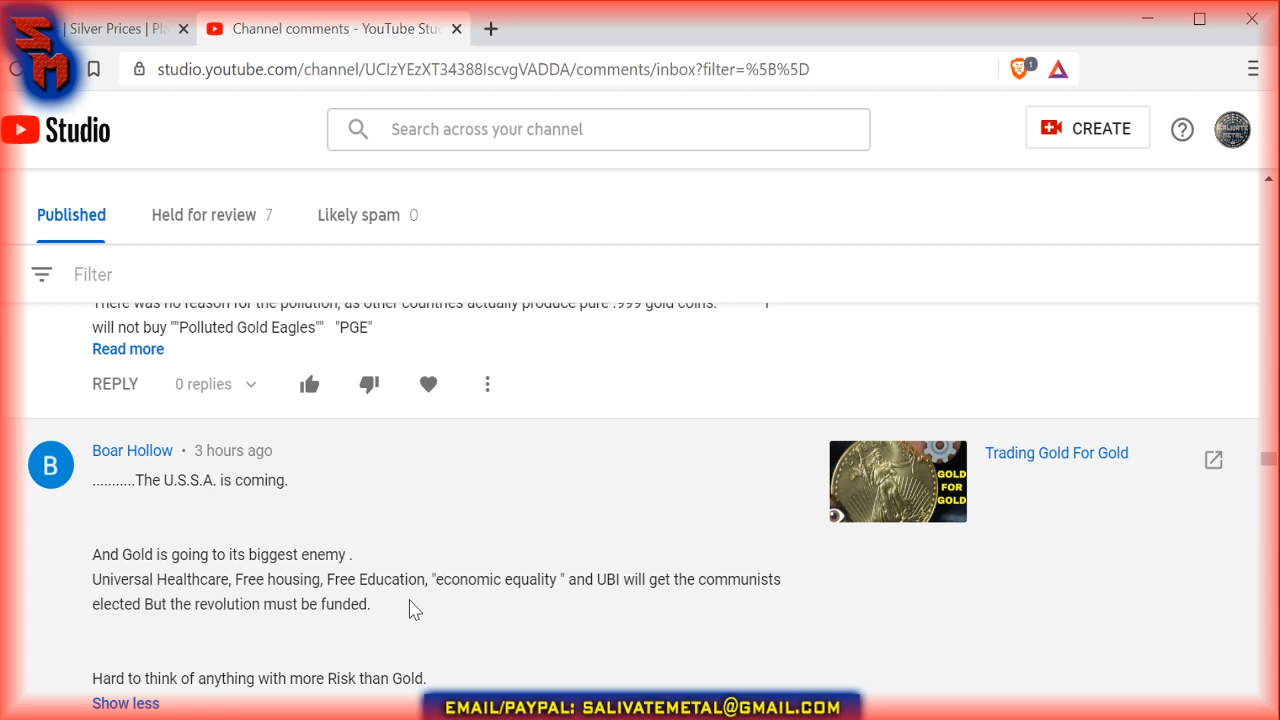 SM
| Silver Prices | Pl
Channel comments - YouTube Stu
studio.youtube.com/channel/UCIzYEzXT34388IscvgVADDA/comments/inbox?filter=%5B%5D
1
Studio
Search across your channel
CREATE
SALIVATE
METAL
Published
Held for review 7
Likely spam 0
Filter
There was no reason for the pollution, as other countries actually produce pure .999 gold coins. I
will not buy ""Polluted Gold Eagles"" "PGE"
Read more
REPLY
0 replies
B
Boar Hollow • 3 hours ago
...........The U.S.S.A. is coming.
GOLD
FOR
GOLD
Trading Gold For Gold
And Gold is going to its biggest enemy .
Universal Healthcare, Free housing, Free Education, "economic equality " and UBI will get the communists
elected But the revolution must be funded.
Hard to think of anything with more Risk than Gold.
Show less
EMAIL/PAYPAL: SALIVATEMETAL@GMAIL.COM